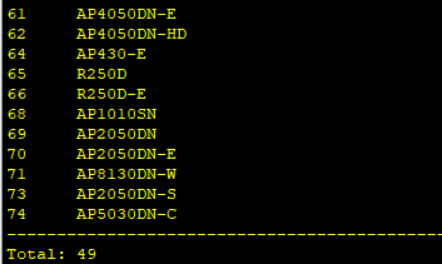 61 AP4050DN-E
62 AP4050DN-HD
64 AP430-E
65 R250D
66 R250D-E
68 AP1010SN
69 AP2050DN
70 AP2050DN-E
71 AP8130DN-W
73 AP2050DN-S
74 AP5030DN-C
--------------------------------------------
Total: 49